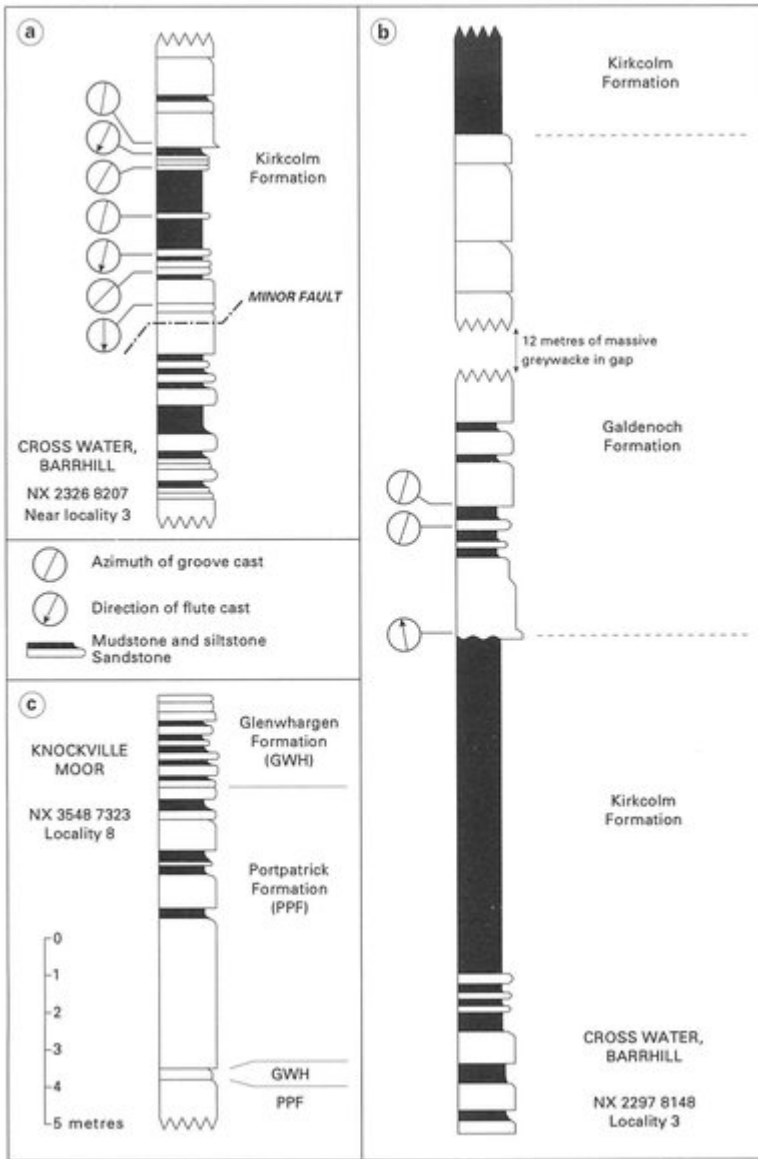 a
Kirkcolm
Formation
MINOR FAULT
CROSS WATER,
BARRHILL
NX 2326 8207
Near locality 3
Azimuth of groove cast
Direction of flute cast
Mudstone and siltstone
Sandstone
c
KNOCKVILLE
MOOR
NX 3548 7323
Locality 8
Glenwhargen
Formation
(GWH)
Portpatrick
Formation
(PPF)
GWH
PPF
0
1
2
3
4
5 metres
b
Kirkcolm
Formation
12 metres of massive
greywacke in gap
Galdenoch
Formation
Kirkcolm
Formation
CROSS WATER,
BARRHILL
NX 2297 8148
Locality 3